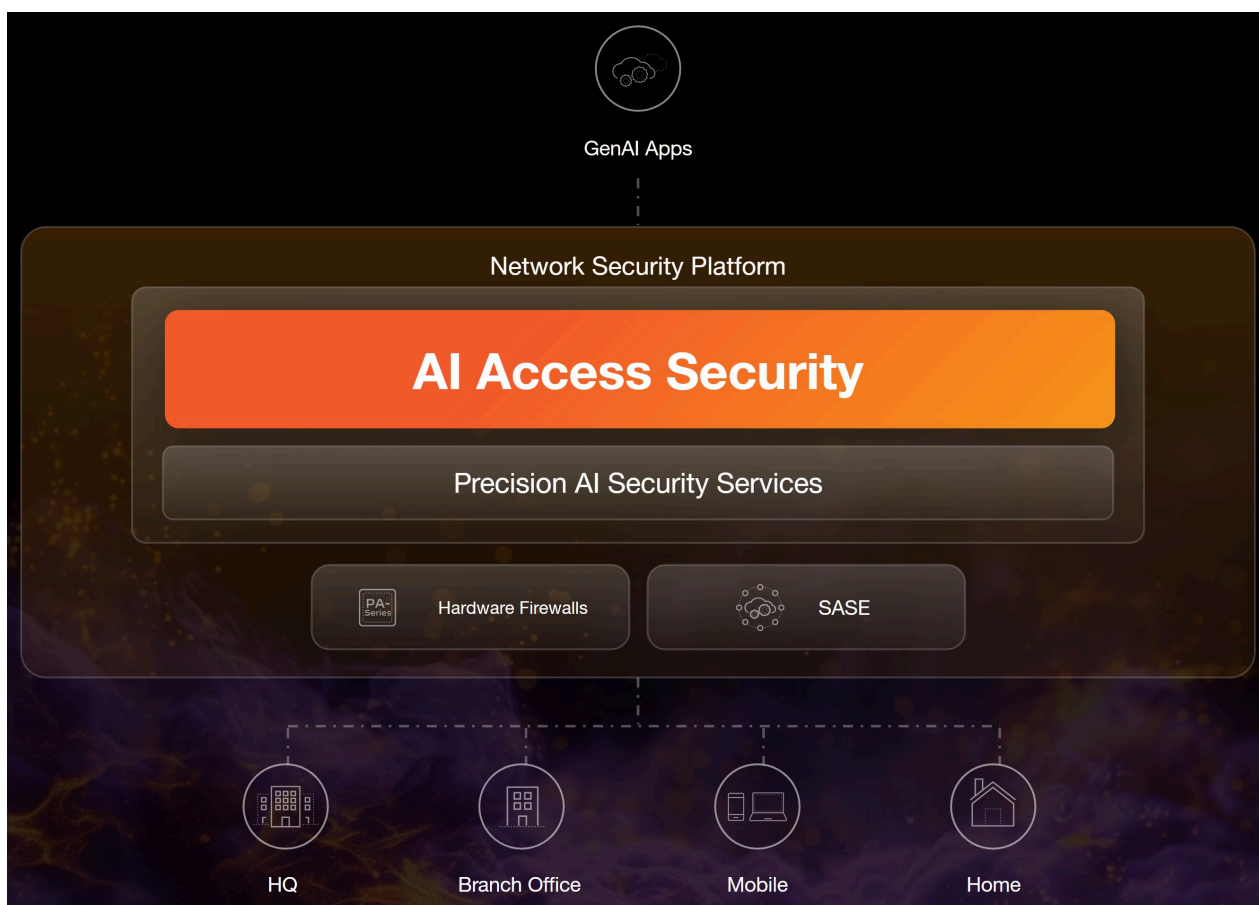 GenAI Apps
Network Security Platform
AI Access Security
Precision AI Security Services
PA-
Series
Hardware Firewalls
SASE
HQ
Branch Office
Mobile
Home